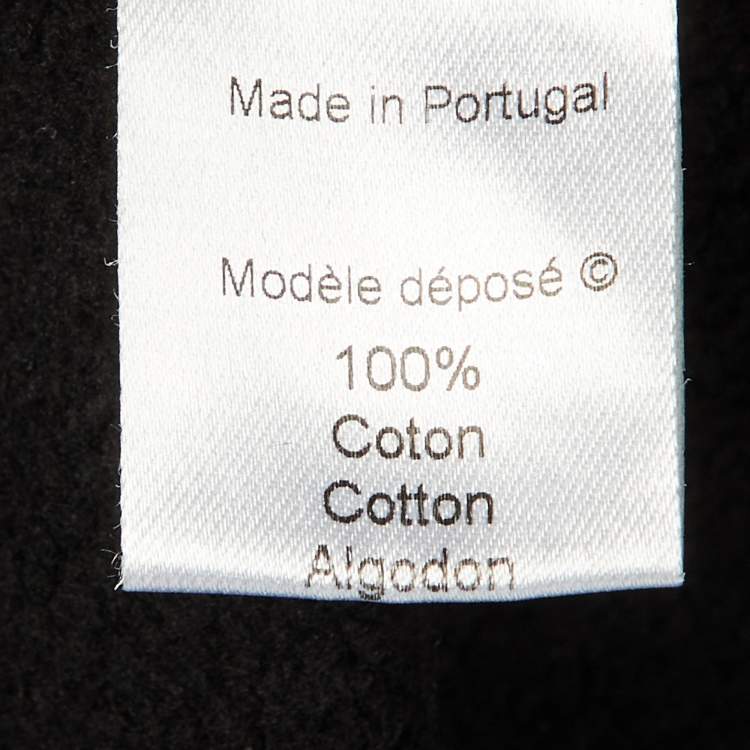 Made in Portugal
Modèle déposé ©
100%
Coton
Cotton
Algodon